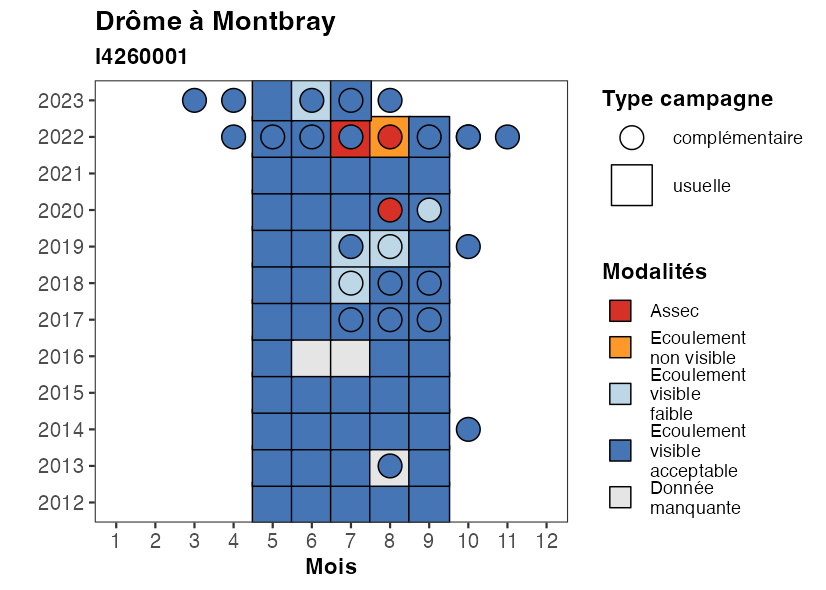 Drôme à Montbray
I4260001
2023
2022
2021
2020
2019
2018
2017
2016
2015
2014
2013
2012
1 2 3 4 5 6 7 8 9 10 11 12
Mois
Type campagne
complémentaire
usuelle
Modalités
Assec
Ecoulement
non visible
Ecoulement
visible
faible
Ecoulement
visible
acceptable
Donnée
manquante